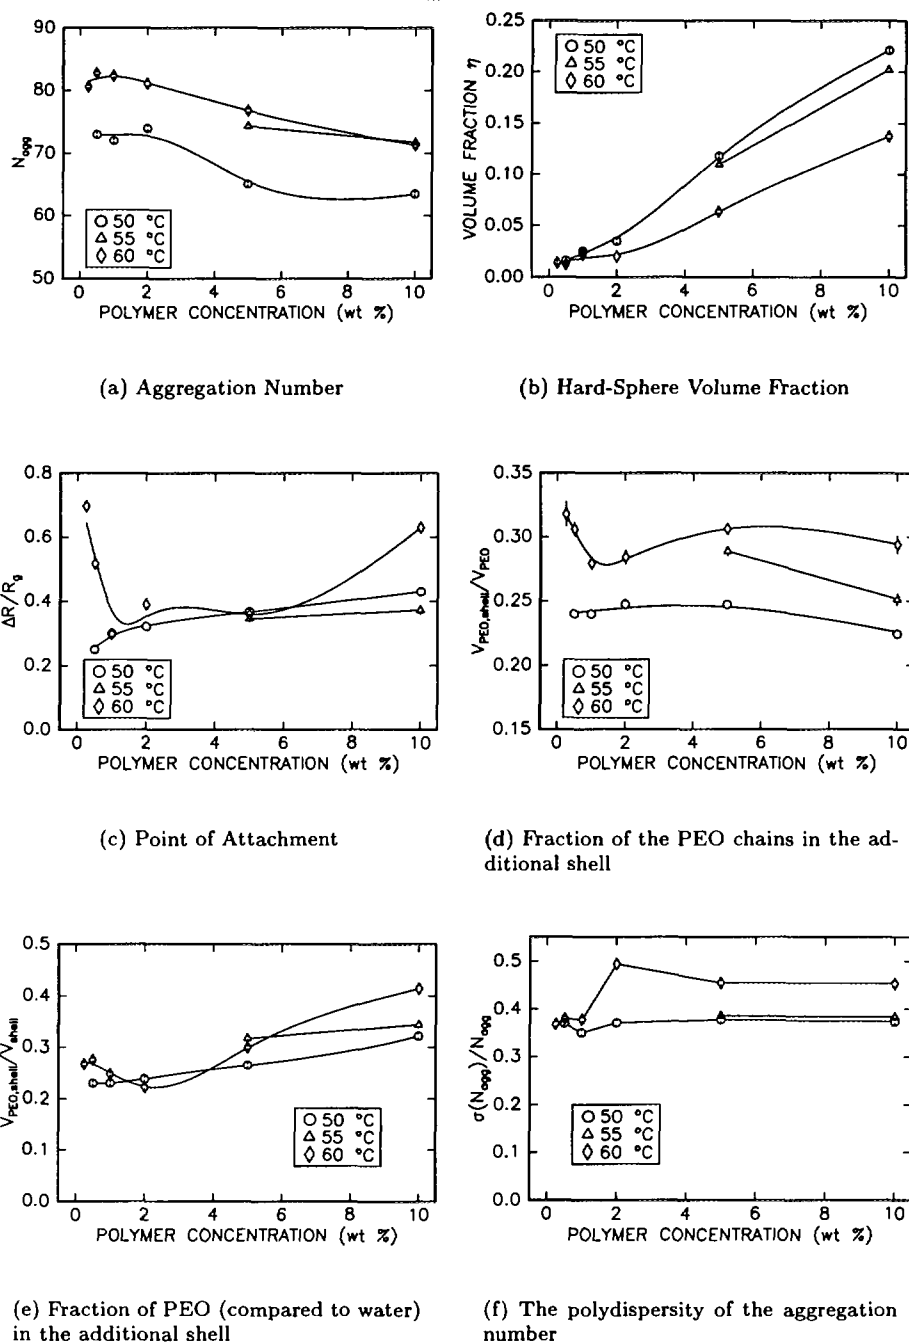 90
80
70
60
50
N_agg
○ 50 °C
△ 55 °C
◇ 60 °C
0 2 4 6 8 10
POLYMER CONCENTRATION (wt %)
(a) Aggregation Number
0.25
0.20
0.15
0.10
0.05
0.00
VOLUME FRACTION η
○ 50 °C
△ 55 °C
◇ 60 °C
0 2 4 6 8 10
POLYMER CONCENTRATION (wt %)
(b) Hard-Sphere Volume Fraction
0.8
0.6
0.4
0.2
0.0
ΔR/R_g
○ 50 °C
△ 55 °C
◇ 60 °C
0 2 4 6 8 10
POLYMER CONCENTRATION (wt %)
(c) Point of Attachment
0.35
0.30
0.25
0.20
0.15
V_PEO,shell/V_PEO
○ 50 °C
△ 55 °C
◇ 60 °C
0 2 4 6 8 10
POLYMER CONCENTRATION (wt %)
(d) Fraction of the PEO chains in the ad-
ditional shell
0.5
0.4
0.3
0.2
0.1
0.0
V_PEO,shell/V_shell
○ 50 °C
△ 55 °C
◇ 60 °C
0 2 4 6 8 10
POLYMER CONCENTRATION (wt %)
(e) Fraction of PEO (compared to water)
in the additional shell
0.5
0.4
0.3
0.2
0.1
0.0
σ(N_agg)/N_agg
○ 50 °C
△ 55 °C
◇ 60 °C
0 2 4 6 8 10
POLYMER CONCENTRATION (wt %)
(f) The polydispersity of the aggregation
number